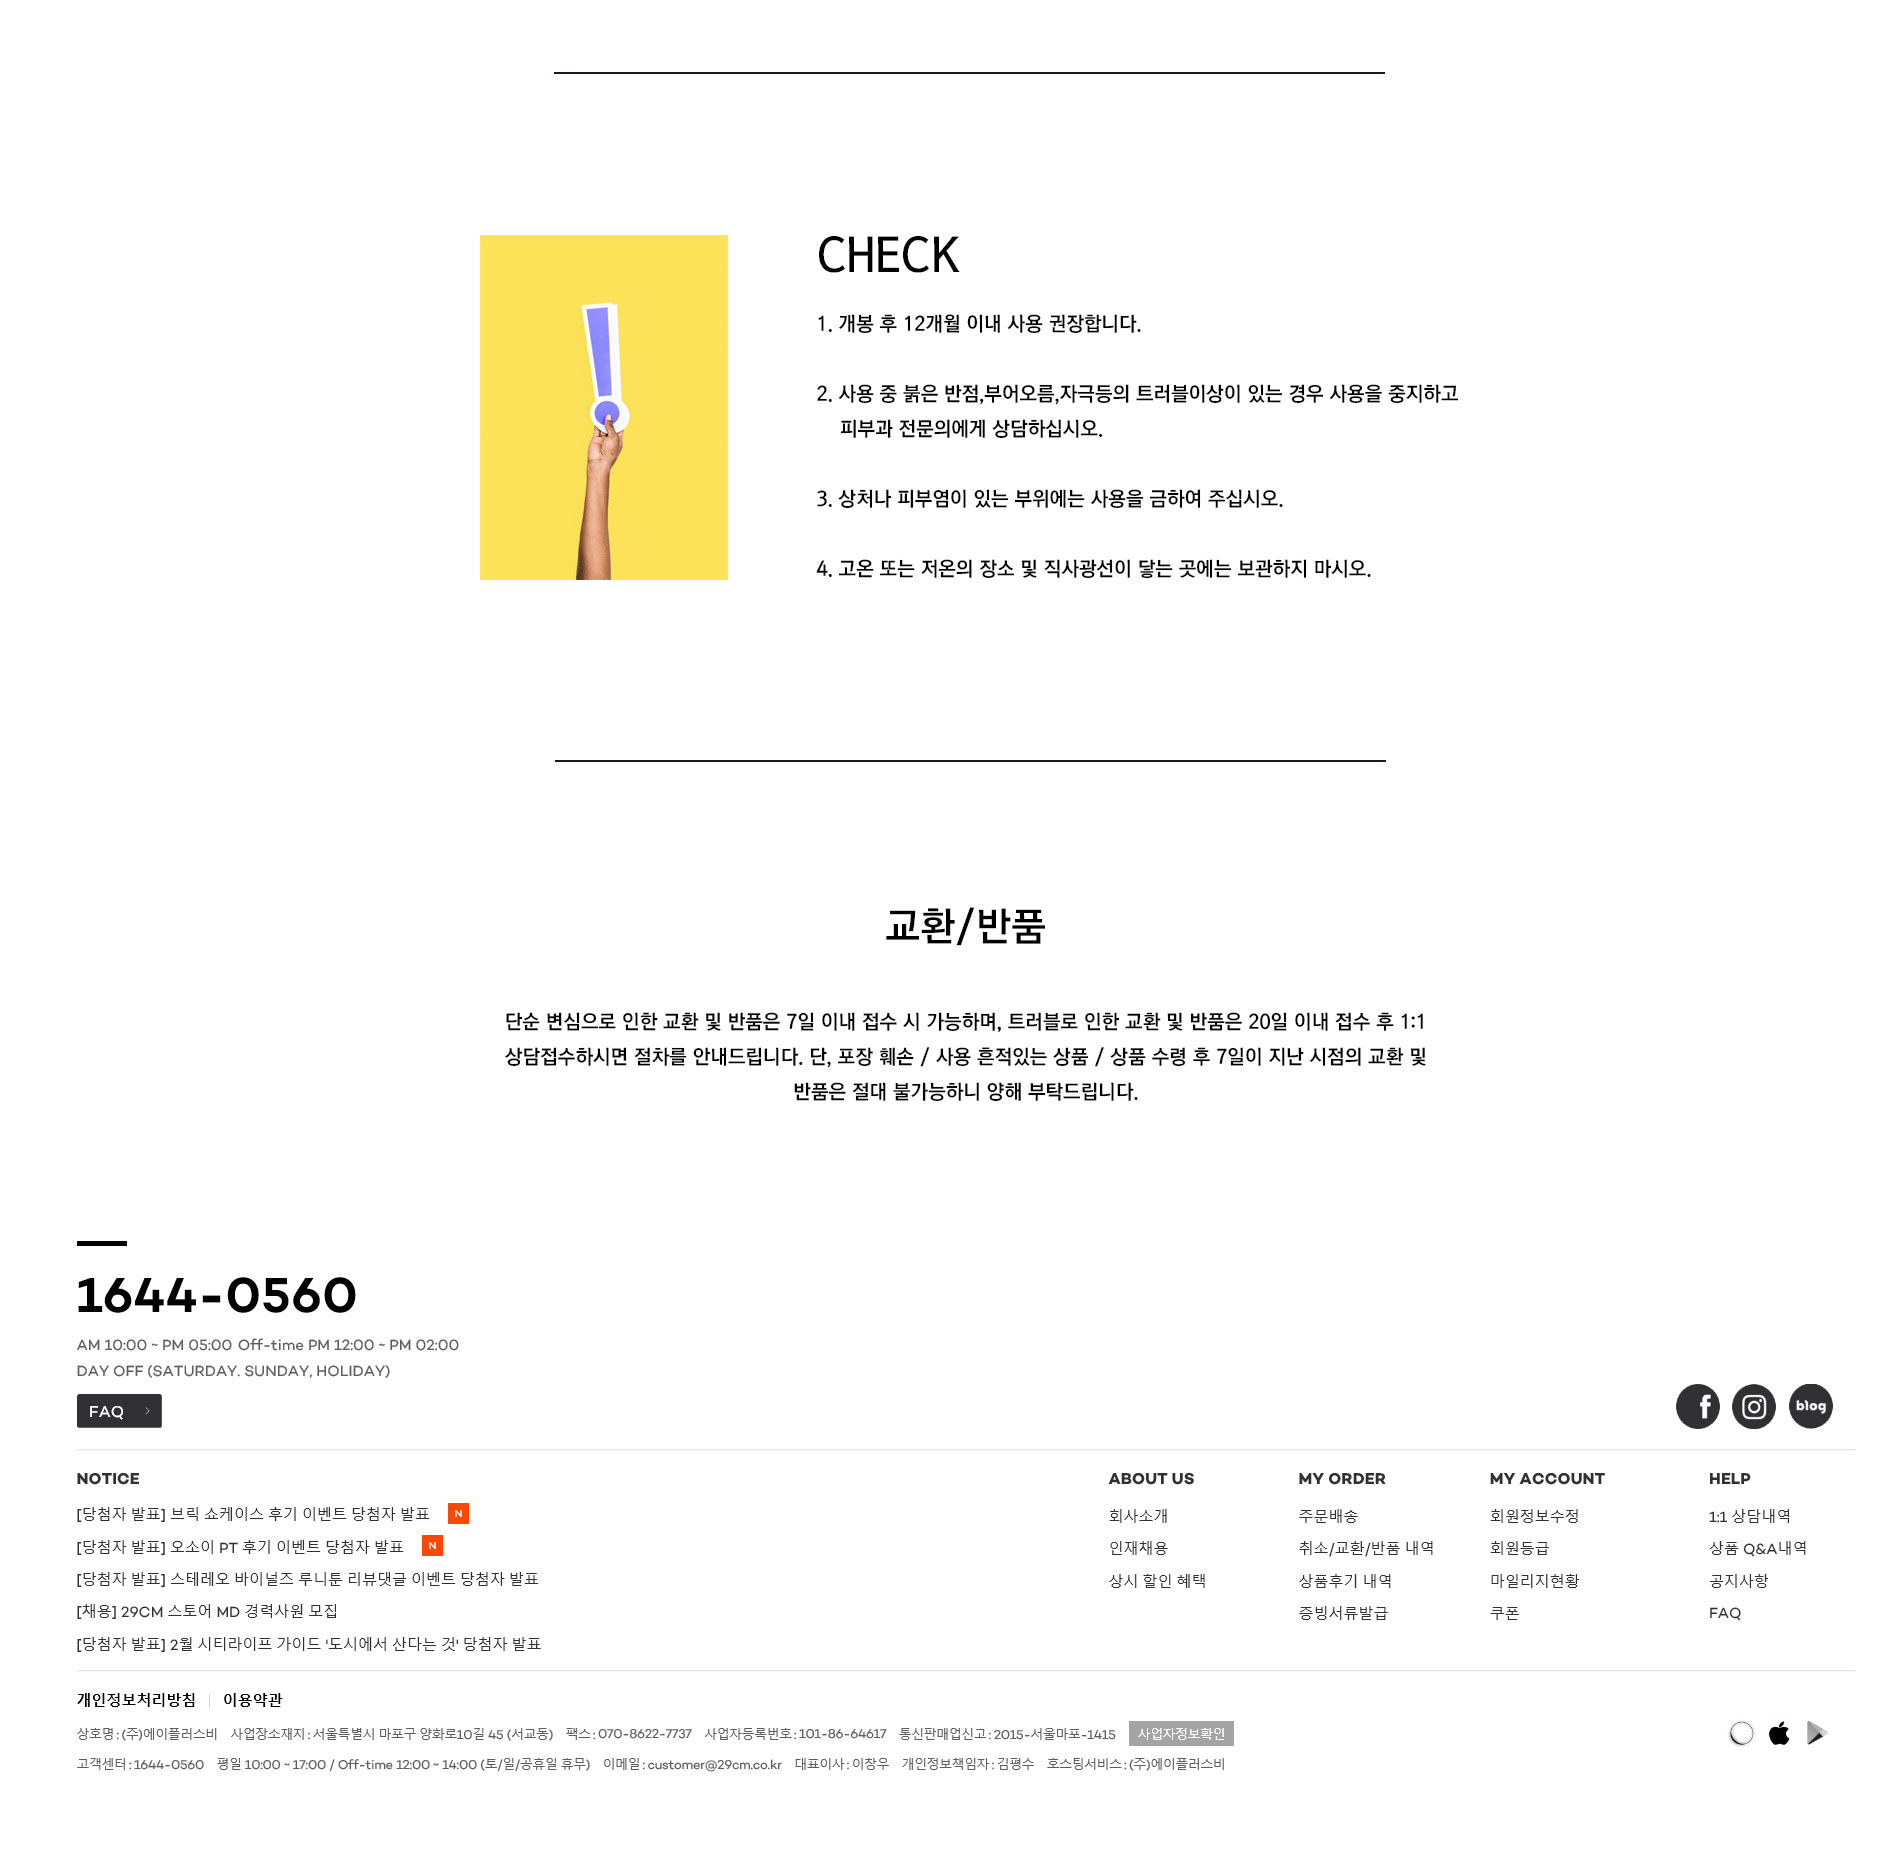 CHECK
1. 개봉 후 12개월 이내 사용 권장합니다.
2. 사용 중 붉은 반점,부어오름,자극등의 트러블이상이 있는 경우 사용을 중지하고
피부과 전문의에게 상담하십시오.
3. 상처나 피부염이 있는 부위에는 사용을 금하여 주십시오.
4. 고온 또는 저온의 장소 및 직사광선이 닿는 곳에는 보관하지 마시오.
교환/반품
단순 변심으로 인한 교환 및 반품은 7일 이내 접수 시 가능하며, 트러블로 인한 교환 및 반품은 20일 이내 접수 후 1:1
상담접수하시면 절차를 안내드립니다. 단, 포장 훼손 / 사용 흔적있는 상품 / 상품 수령 후 7일이 지난 시점의 교환 및
반품은 절대 불가능하니 양해 부탁드립니다.
1644-0560
AM 10:00 ~ PM 05:00 Off-time PM 12:00 ~ PM 02:00
DAY OFF (SATURDAY. SUNDAY, HOLIDAY)
FAQ
f
blog
NOTICE
[당첨자 발표] 브릭 쇼케이스 후기 이벤트 당첨자 발표 N
[당첨자 발표] 오소이 PT 후기 이벤트 당첨자 발표 N
[당첨자 발표] 스테레오 바이널즈 루니툰 리뷰댓글 이벤트 당첨자 발표
[채용] 29CM 스토어 MD 경력사원 모집
[당첨자 발표] 2월 시티라이프 가이드 '도시에서 산다는 것' 당첨자 발표
ABOUT US
회사소개
인재채용
상시 할인 혜택
MY ORDER
주문배송
취소/교환/반품 내역
상품후기 내역
증빙서류발급
MY ACCOUNT
회원정보수정
회원등급
마일리지현황
쿠폰
HELP
1:1 상담내역
상품 Q&A내역
공지사항
FAQ
개인정보처리방침 | 이용약관
상호명 : (주)에이플러스비 사업장소재지 : 서울특별시 마포구 양화로10길 45 (서교동) 팩스 : 070-8622-7737 사업자등록번호 : 101-86-64617 통신판매업신고 : 2015-서울마포-1415 사업자정보확인
고객센터 : 1644-0560 평일 10:00 ~ 17:00 / Off-time 12:00 ~ 14:00 (토/일/공휴일 휴무) 이메일 : customer@29cm.co.kr 대표이사 : 이창우 개인정보책임자 : 김평수 호스팅서비스 : (주)에이플러스비